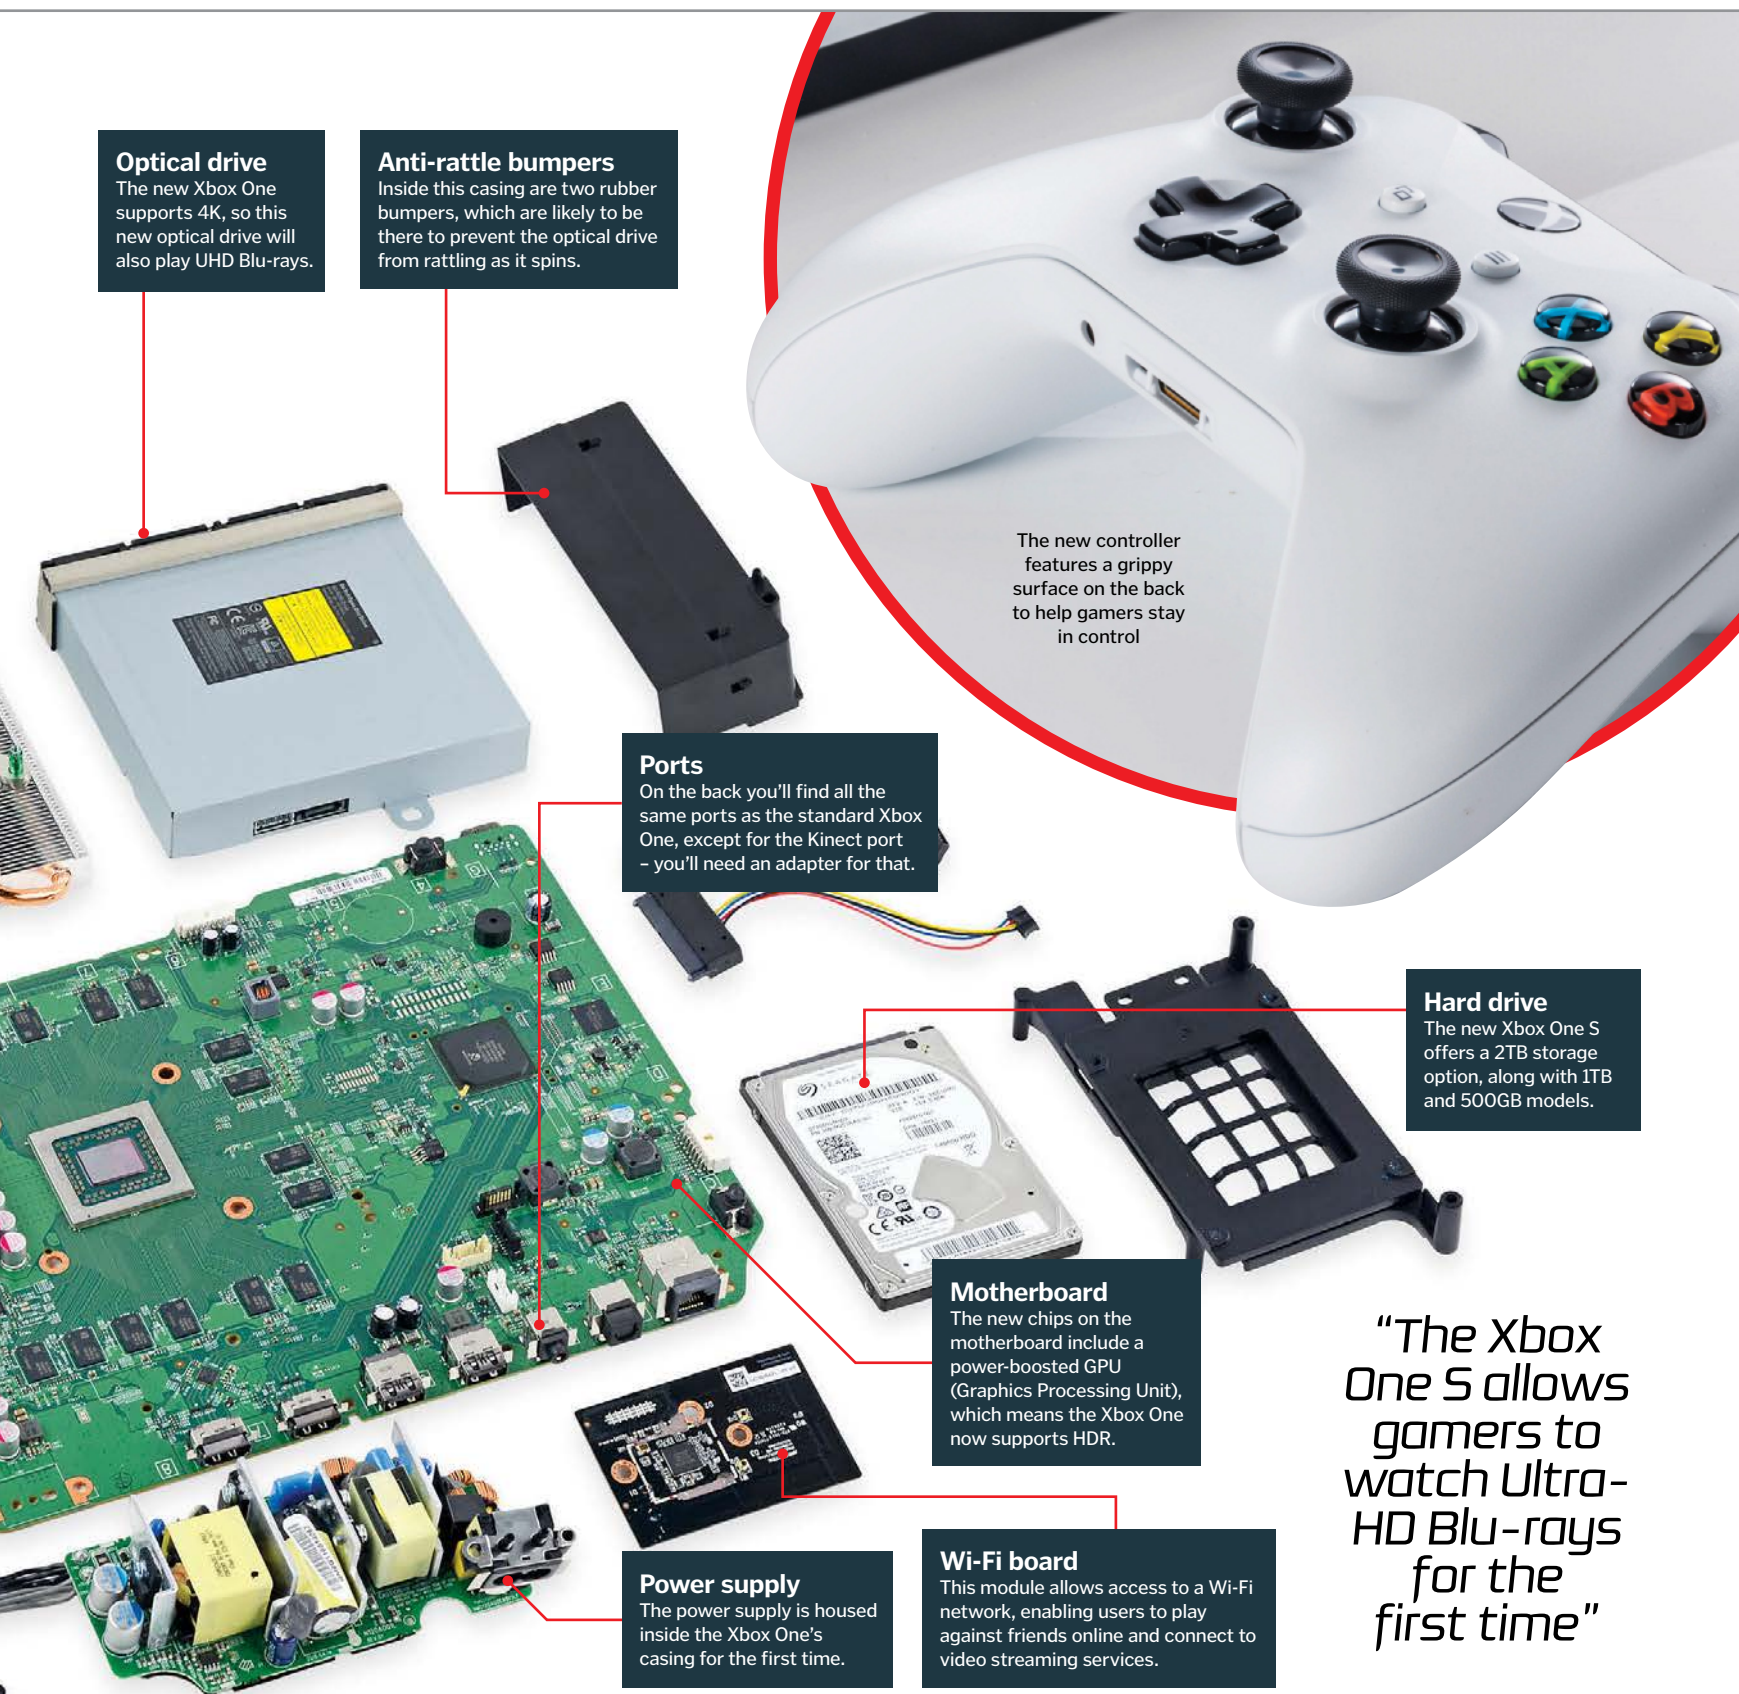 Optical drive
The new Xbox One
supports 4K, so this
new optical drive will
also play UHD Blu-rays.
Anti-rattle bumpers
Inside this casing are two rubber
bumpers, which are likely to be
there to prevent the optical drive
from rattling as it spins.
The new controller
features a grippy
surface on the back
to help gamers stay
in control
Ports
On the back you’ll find all the
same ports as the standard Xbox
One, except for the Kinect port
– you’ll need an adapter for that.
Hard drive
The new Xbox One S
offers a 2TB storage
option, along with 1TB
and 500GB models.
Motherboard
The new chips on the
motherboard include a
power-boosted GPU
(Graphics Processing Unit),
which means the Xbox One
now supports HDR.
“The Xbox
One S allows
gamers to
watch Ultra-
HD Blu-rays
for the
first time”
Power supply
The power supply is housed
inside the Xbox One’s
casing for the first time.
Wi-Fi board
This module allows access to a Wi-Fi
network, enabling users to play
against friends online and connect to
video streaming services.
X
Y
A
B
SEAGATE